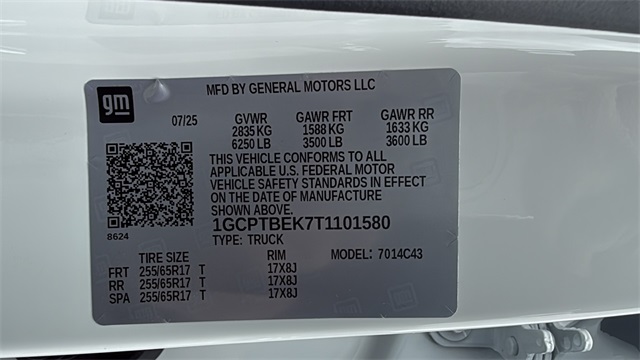 gm
MFD BY GENERAL MOTORS LLC
07/25 GVWR GAWR FRT GAWR RR
2835 KG 1588 KG 1633 KG
6250 LB 3500 LB 3600 LB
THIS VEHICLE CONFORMS TO ALL
APPLICABLE U.S. FEDERAL MOTOR
VEHICLE SAFETY STANDARDS IN EFFECT
ON THE DATE OF MANUFACTURE
SHOWN ABOVE.
8624
1GCPTBEK7T1101580
TYPE: TRUCK MODEL: 7014C43
TIRE SIZE RIM
FRT 255/65R17 T 17X8J
RR 255/65R17 T 17X8J
SPA 255/65R17 T 17X8J